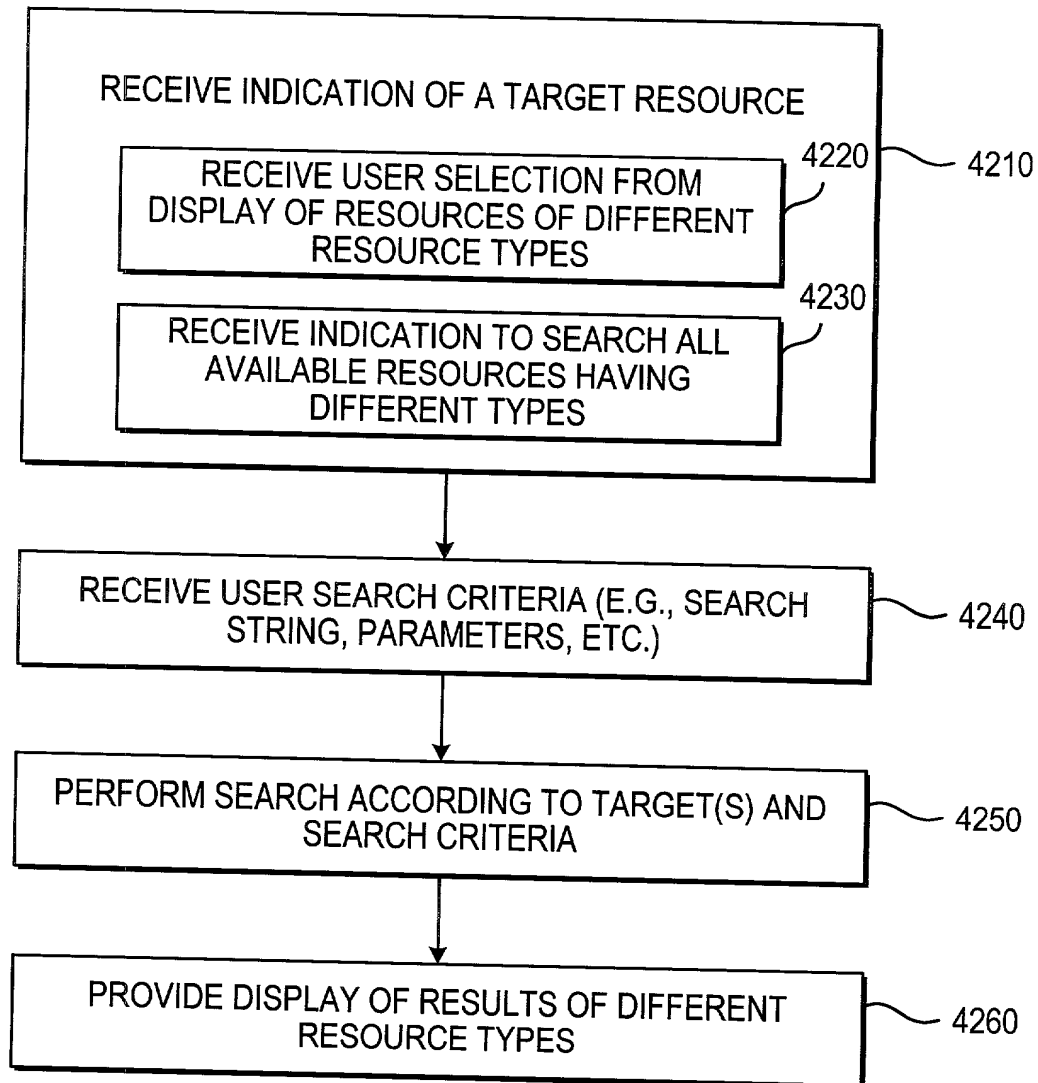 RECEIVE INDICATION OF A TARGET RESOURCE
4210
4220
RECEIVE USER SELECTION FROM
DISPLAY OF RESOURCES OF DIFFERENT
RESOURCE TYPES
4230
RECEIVE INDICATION TO SEARCH ALL
AVAILABLE RESOURCES HAVING
DIFFERENT TYPES
RECEIVE USER SEARCH CRITERIA (E.G., SEARCH
STRING, PARAMETERS, ETC.)
4240
PERFORM SEARCH ACCORDING TO TARGET(S) AND
SEARCH CRITERIA
4250
PROVIDE DISPLAY OF RESULTS OF DIFFERENT
RESOURCE TYPES
4260